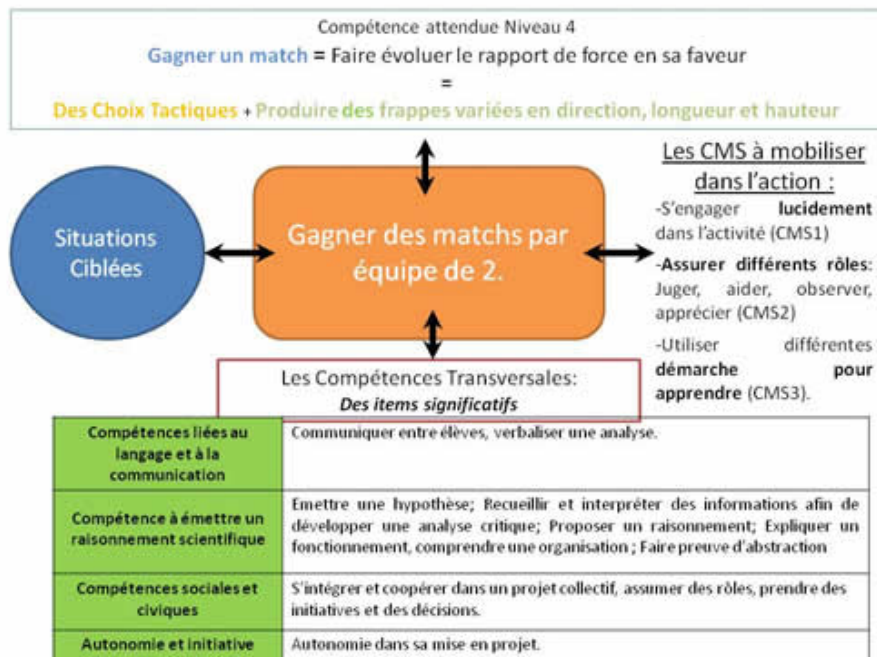 Compétence attendue Niveau 4
Gagner un match = Faire évoluer le rapport de force en sa faveur
=
Des Choix Tactiques + Produire des frappes variées en direction, longueur et hauteur
Situations
Ciblées
Gagner des matchs par
équipe de 2.
Les CMS à mobiliser
dans l'action :
-S'engager lucidement
dans l'activité (CMS1)
-Assurer différents rôles:
Juger, aider, observer,
apprécier (CMS2)
-Utiliser différentes
démarche pour
apprendre (CMS3).
Les Compétences Transversales:
Des items significatifs
Compétences liées au
langage et à la
communication
Communiquer entre élèves, verbaliser une analyse.
Compétence à émettre un
raisonnement scientifique
Emettre une hypothèse; Recueillir et interpréter des informations afin de
développer une analyse critique; Proposer un raisonnement; Expliquer un
fonctionnement, comprendre une organisation ; Faire preuve d'abstraction
Compétences sociales et
civiques
S'intégrer et coopérer dans un projet collectif, assumer des rôles, prendre des
initiatives et des décisions.
Autonomie et initiative
Autonomie dans sa mise en projet.